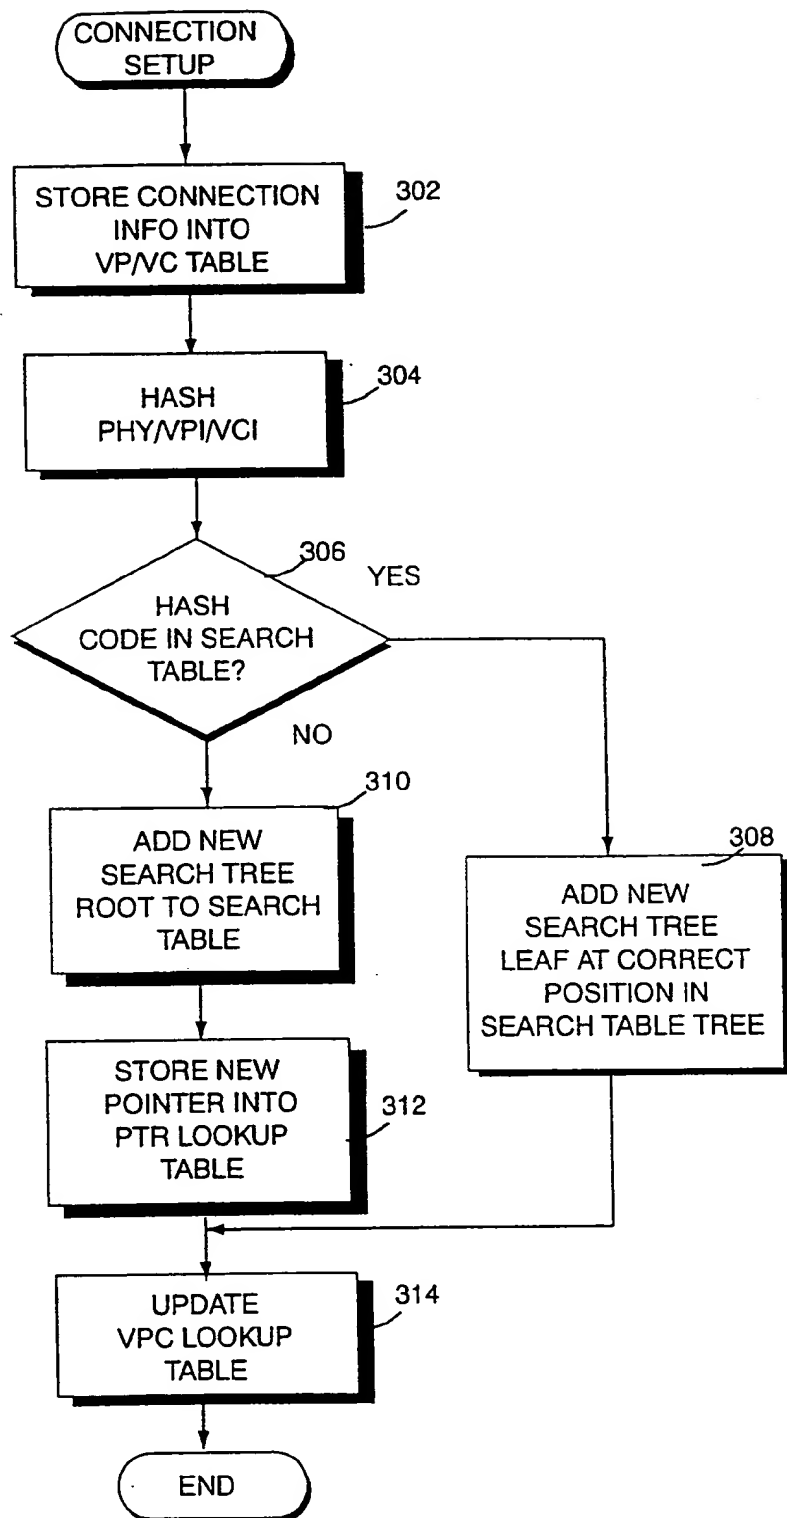 CONNECTION
SETUP
STORE CONNECTION
INFO INTO
VP/VC TABLE
302
HASH
PHY/VPI/VCI
304
306
HASH
CODE IN SEARCH
TABLE?
YES
NO
310
ADD NEW
SEARCH TREE
ROOT TO SEARCH
TABLE
308
ADD NEW
SEARCH TREE
LEAF AT CORRECT
POSITION IN
SEARCH TABLE TREE
STORE NEW
POINTER INTO
PTR LOOKUP
TABLE
312
UPDATE
VPC LOOKUP
TABLE
314
END